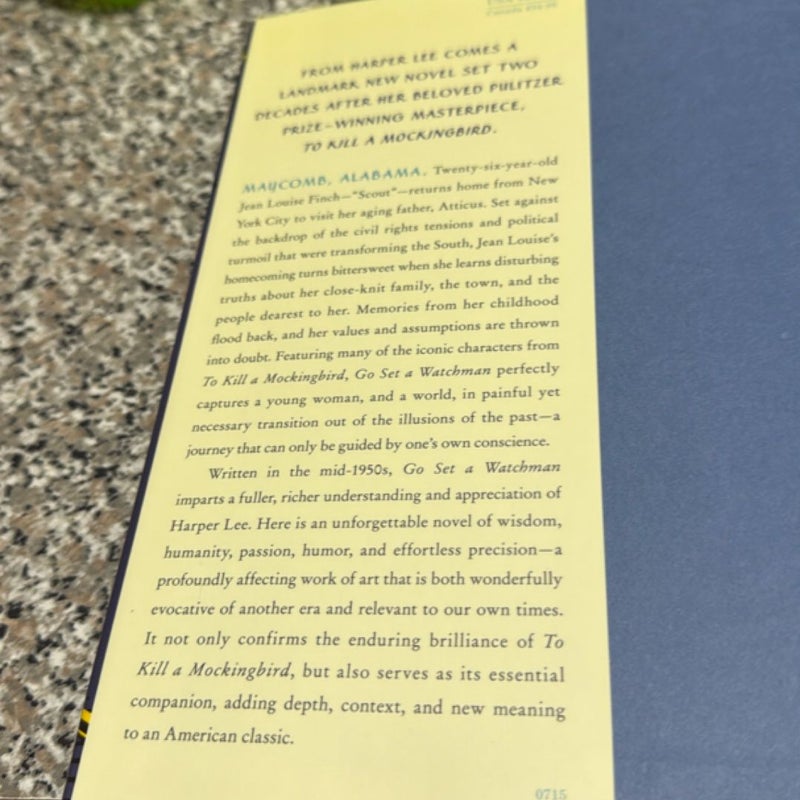 FROM HARPER LEE COMES A
LANDMARK NEW NOVEL SET TWO
DECADES AFTER HER BELOVED PULITZER
PRIZE–WINNING MASTERPIECE,
TO KILL A MOCKINGBIRD.
MAYCOMB, ALABAMA. Twenty-six-year-old
Jean Louise Finch—"Scout"—returns home from New
York City to visit her aging father, Atticus. Set against
the backdrop of the civil rights tensions and political
turmoil that were transforming the South, Jean Louise's
homecoming turns bittersweet when she learns disturbing
truths about her close-knit family, the town, and the
people dearest to her. Memories from her childhood
flood back, and her values and assumptions are thrown
into doubt. Featuring many of the iconic characters from
To Kill a Mockingbird, Go Set a Watchman perfectly
captures a young woman, and a world, in painful yet
necessary transition out of the illusions of the past—a
journey that can only be guided by one's own conscience.
Written in the mid-1950s, Go Set a Watchman
imparts a fuller, richer understanding and appreciation of
Harper Lee. Here is an unforgettable novel of wisdom,
humanity, passion, humor, and effortless precision—a
profoundly affecting work of art that is both wonderfully
evocative of another era and relevant to our own times.
It not only confirms the enduring brilliance of To
Kill a Mockingbird, but also serves as its essential
companion, adding depth, context, and new meaning
to an American classic.
0715